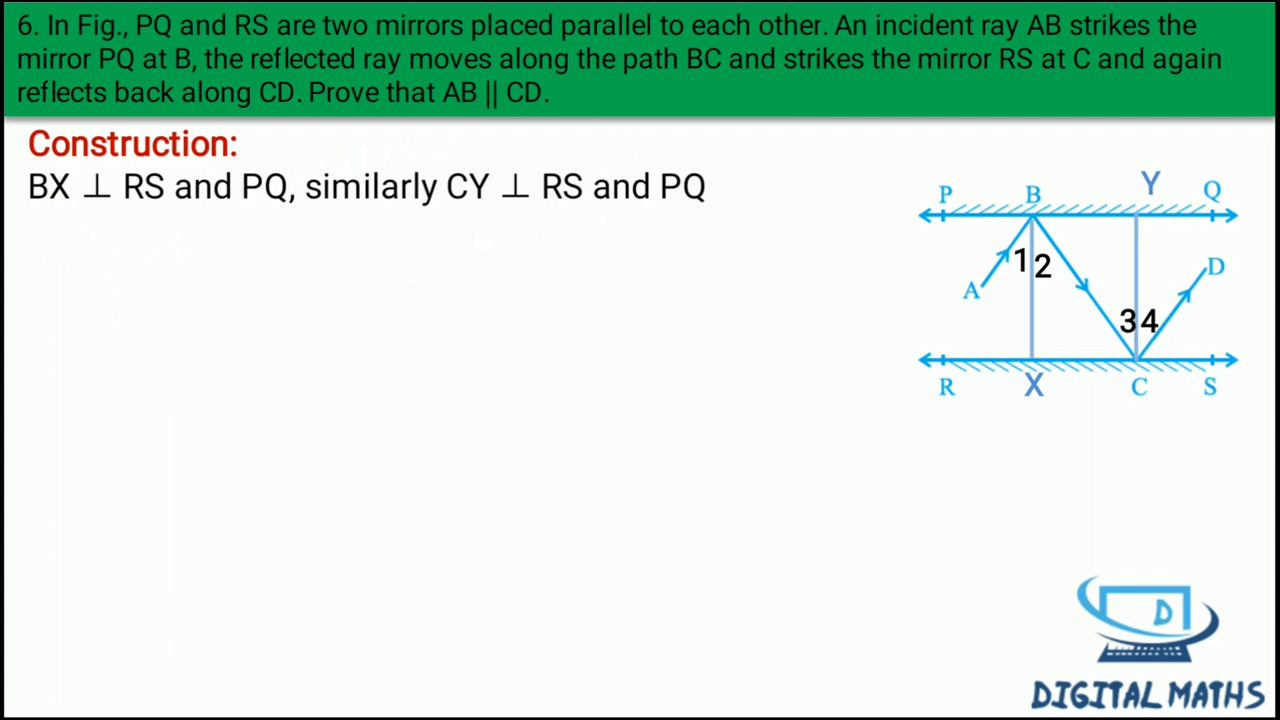 6. In Fig., PQ and RS are two mirrors placed parallel to each other. An incident ray AB strikes the
mirror PQ at B, the reflected ray moves along the path BC and strikes the mirror RS at C and again
reflects back along CD. Prove that AB || CD.
Construction:
BX ⊥ RS and PQ, similarly CY ⊥ RS and PQ
P B Y Q
1 2 D
A
3 4
R X C S
D
DIGITAL MATHS